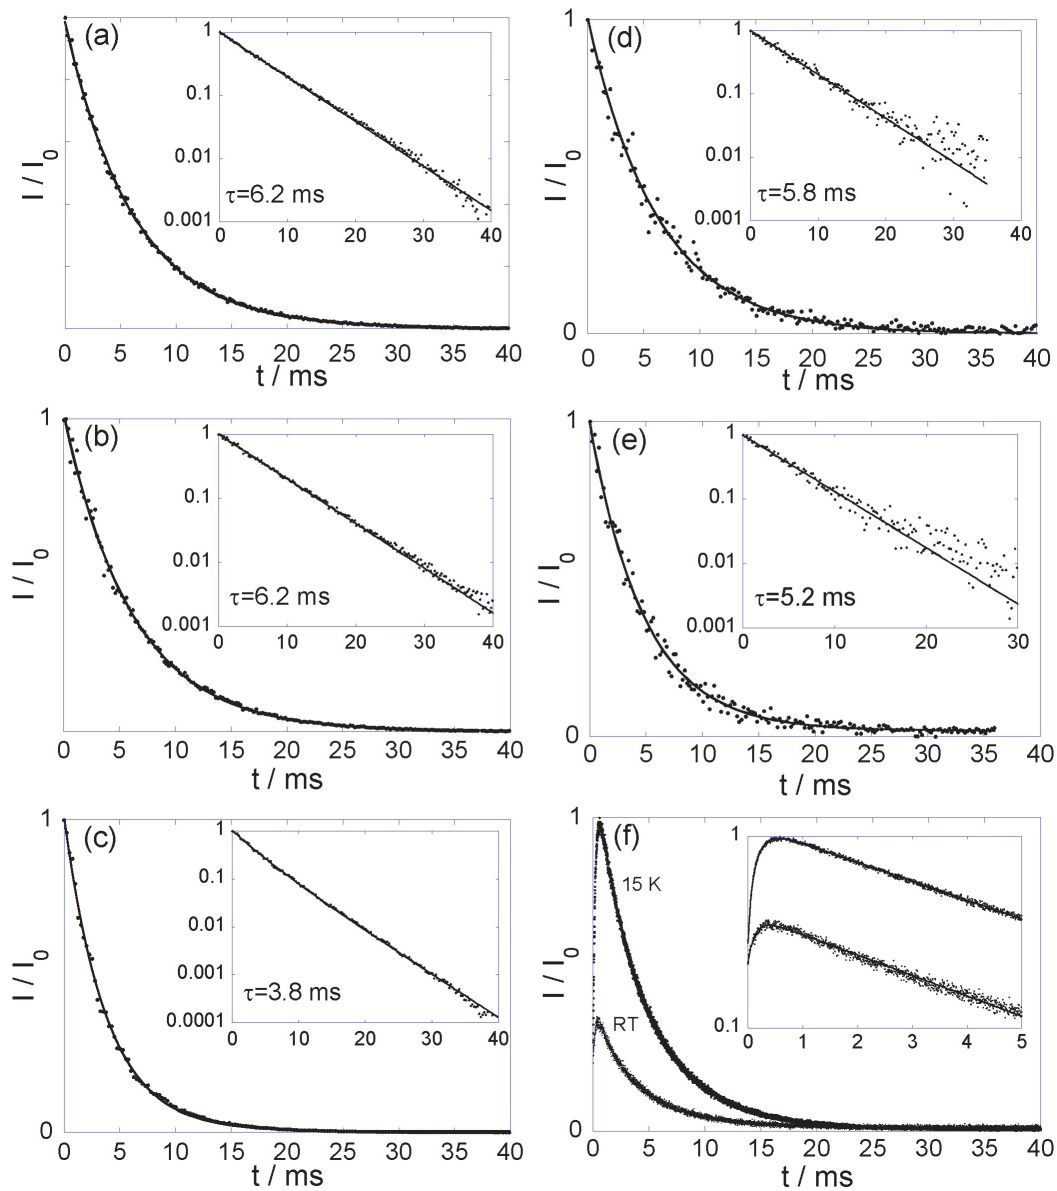 (a)
1
0.1
0.01
0.001
τ=6.2 ms
0 10 20 30 40
I / I0
0 5 10 15 20 25 30 35 40
t / ms
(d)
1
0
1
0.1
0.01
0.001
τ=5.8 ms
0 10 20 30 40
I / I0
0 5 10 15 20 25 30 35 40
t / ms
(b)
1
0
1
0.1
0.01
0.001
τ=6.2 ms
0 10 20 30 40
I / I0
0 5 10 15 20 25 30 35 40
t / ms
(e)
1
0
1
0.1
0.01
0.001
τ=5.2 ms
0 10 20 30
I / I0
0 5 10 15 20 25 30 35 40
t / ms
(c)
1
0
1
0.1
0.01
0.001
0.0001
τ=3.8 ms
0 10 20 30 40
I / I0
0 5 10 15 20 25 30 35 40
t / ms
(f)
1
0
15 K
RT
1
0.1
0 1 2 3 4 5
I / I0
0 5 10 15 20 25 30 35 40
t / ms